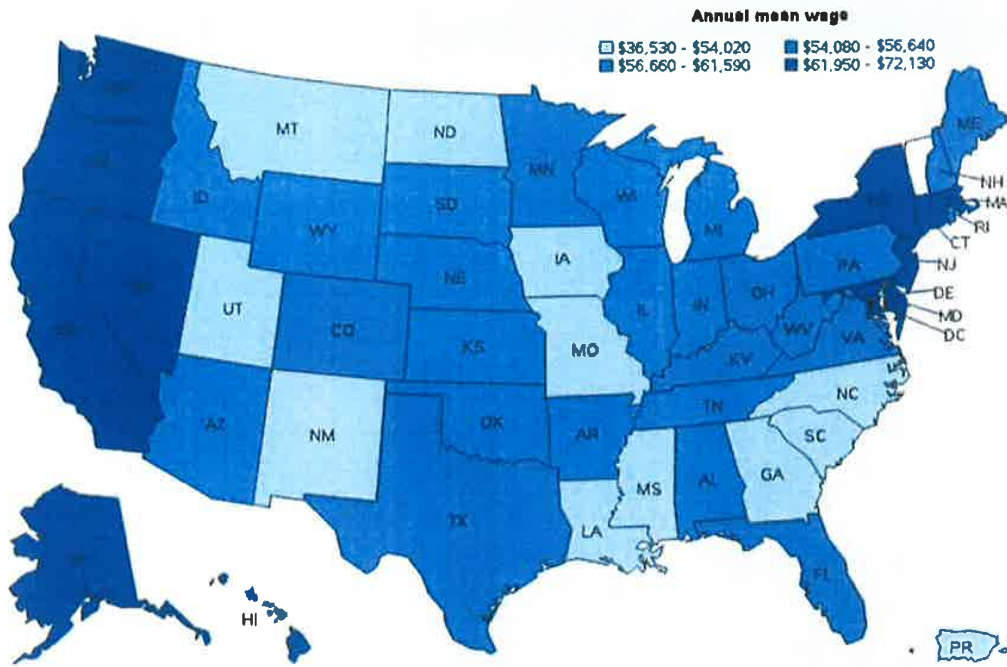 Annual mean wage
$36,530 - $54,020 $54,080 - $56,640
$56,660 - $61,590 $61,950 - $72,130
MT ND MN ME
ID SD WI NH
WY MI MA
RI
CT
IA PA NJ
NE DE
UT IL IN OH MD
CO WV VA DC
KS MO KY
NC
TN
AZ NM OK AR SC
MS AL GA
TX LA
FL
HI
PR